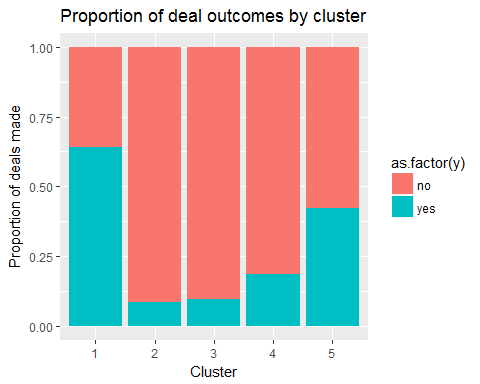 Proportion of deal outcomes by cluster
Proportion of deals made
1.00
0.75
0.50
0.25
0.00
1 2 3 4 5
Cluster
as.factor(y)
no
yes